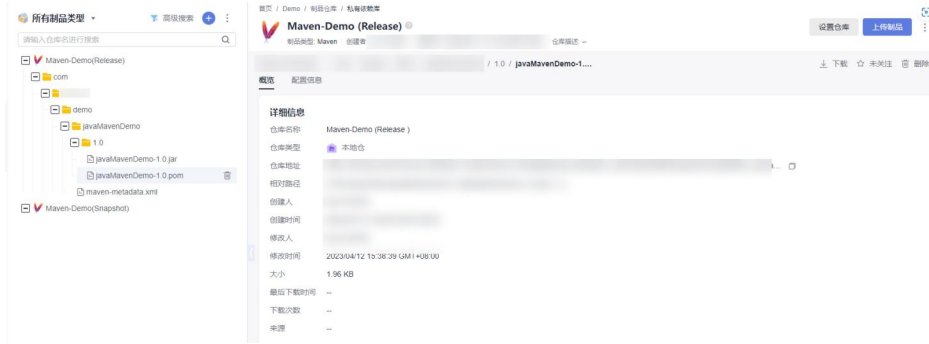 所有制品类型
高级搜索
请输入仓库名进行搜索
Maven-Demo(Release)
com
demo
javaMavenDemo
1.0
javaMavenDemo-1.0.jar
javaMavenDemo-1.0.pom
maven-metadata.xml
Maven-Demo(Snapshot)
首页 / Demo / 制品仓库 / 私有依赖库
Maven-Demo (Release)
设置仓库 上传制品
制品类型 Maven 创建者 仓库描述 --
/ 1.0 / javaMavenDemo-1....
下载 未关注 删除
概览 配置信息
详细信息
仓库名称 Maven-Demo (Release )
仓库类型 本地仓
仓库地址
相对路径
创建人
创建时间
修改人
修改时间 2023/04/12 15:38:39 GMT+08:00
大小 1.96 KB
最后下载时间 --
下载次数 --
来源 --